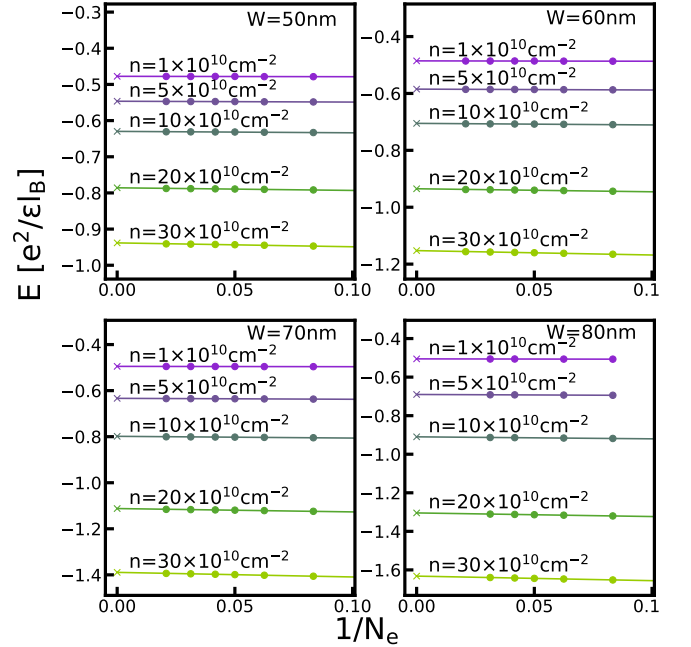 W=50nm
−0.3
−0.4
−0.5
−0.6
−0.7
−0.8
−0.9
−1.0
n=1×10¹⁰cm⁻²
n=5×10¹⁰cm⁻²
n=10×10¹⁰cm⁻²
n=20×10¹⁰cm⁻²
n=30×10¹⁰cm⁻²
0.00 0.05 0.10
W=60nm
−0.4
−0.6
−0.8
−1.0
−1.2
n=1×10¹⁰cm⁻²
n=5×10¹⁰cm⁻²
n=10×10¹⁰cm⁻²
n=20×10¹⁰cm⁻²
n=30×10¹⁰cm⁻²
0.00 0.05 0.1
E [e²/εl_B]
W=70nm
−0.4
−0.6
−0.8
−1.0
−1.2
−1.4
n=1×10¹⁰cm⁻²
n=5×10¹⁰cm⁻²
n=10×10¹⁰cm⁻²
n=20×10¹⁰cm⁻²
n=30×10¹⁰cm⁻²
0.00 0.05 0.10
W=80nm
−0.4
−0.6
−0.8
−1.0
−1.2
−1.4
−1.6
n=1×10¹⁰cm⁻²
n=5×10¹⁰cm⁻²
n=10×10¹⁰cm⁻²
n=20×10¹⁰cm⁻²
n=30×10¹⁰cm⁻²
0.00 0.05 0.1
1/Nₑ